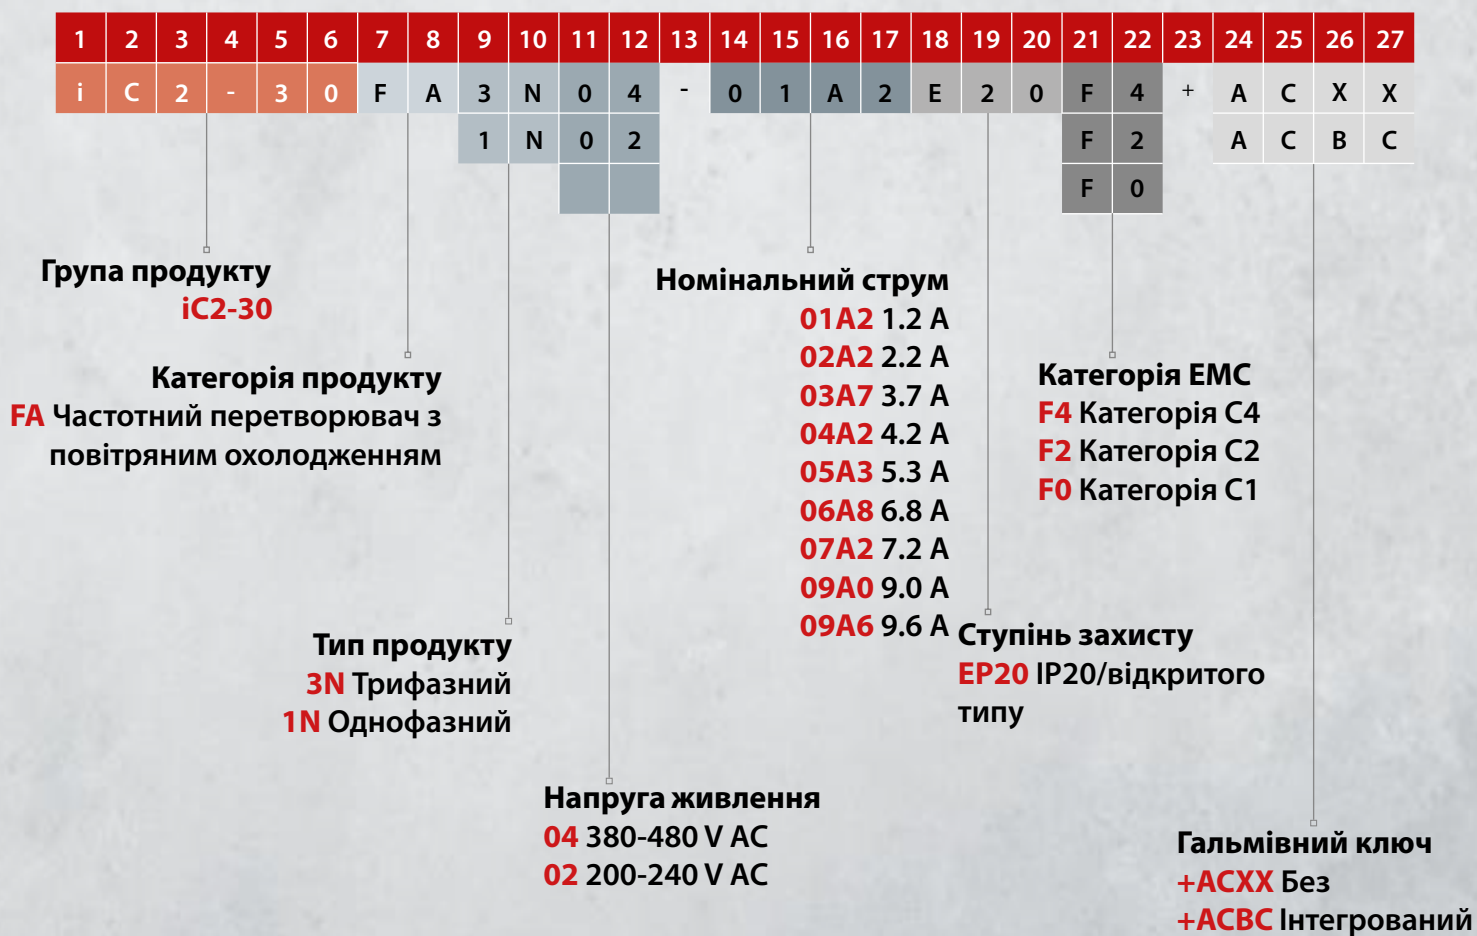 1 2 3 4 5 6 7 8 9 10 11 12 13 14 15 16 17 18 19 20 21 22 23 24 25 26 27
i C 2 - 3 0 F A 3 N 0 4 - 0 1 A 2 E 2 0 F 4 + A C X X
1 N 0 2 F 2 A C B C
F 0
Група продукту
iC2-30
Категорія продукту
FA Частотний перетворювач з
повітряним охолодженням
Тип продукту
3N Трифазний
1N Однофазний
Напруга живлення
04 380-480 V AC
02 200-240 V AC
Номінальний струм
01A2 1.2 A
02A2 2.2 A
03A7 3.7 A
04A2 4.2 A
05A3 5.3 A
06A8 6.8 A
07A2 7.2 A
09A0 9.0 A
09A6 9.6 A
Ступінь захисту
EP20 IP20/відкритого
типу
Категорія EMC
F4 Категорія C4
F2 Категорія C2
F0 Категорія C1
Гальмівний ключ
+ACXX Без
+ACBC Інтегрований